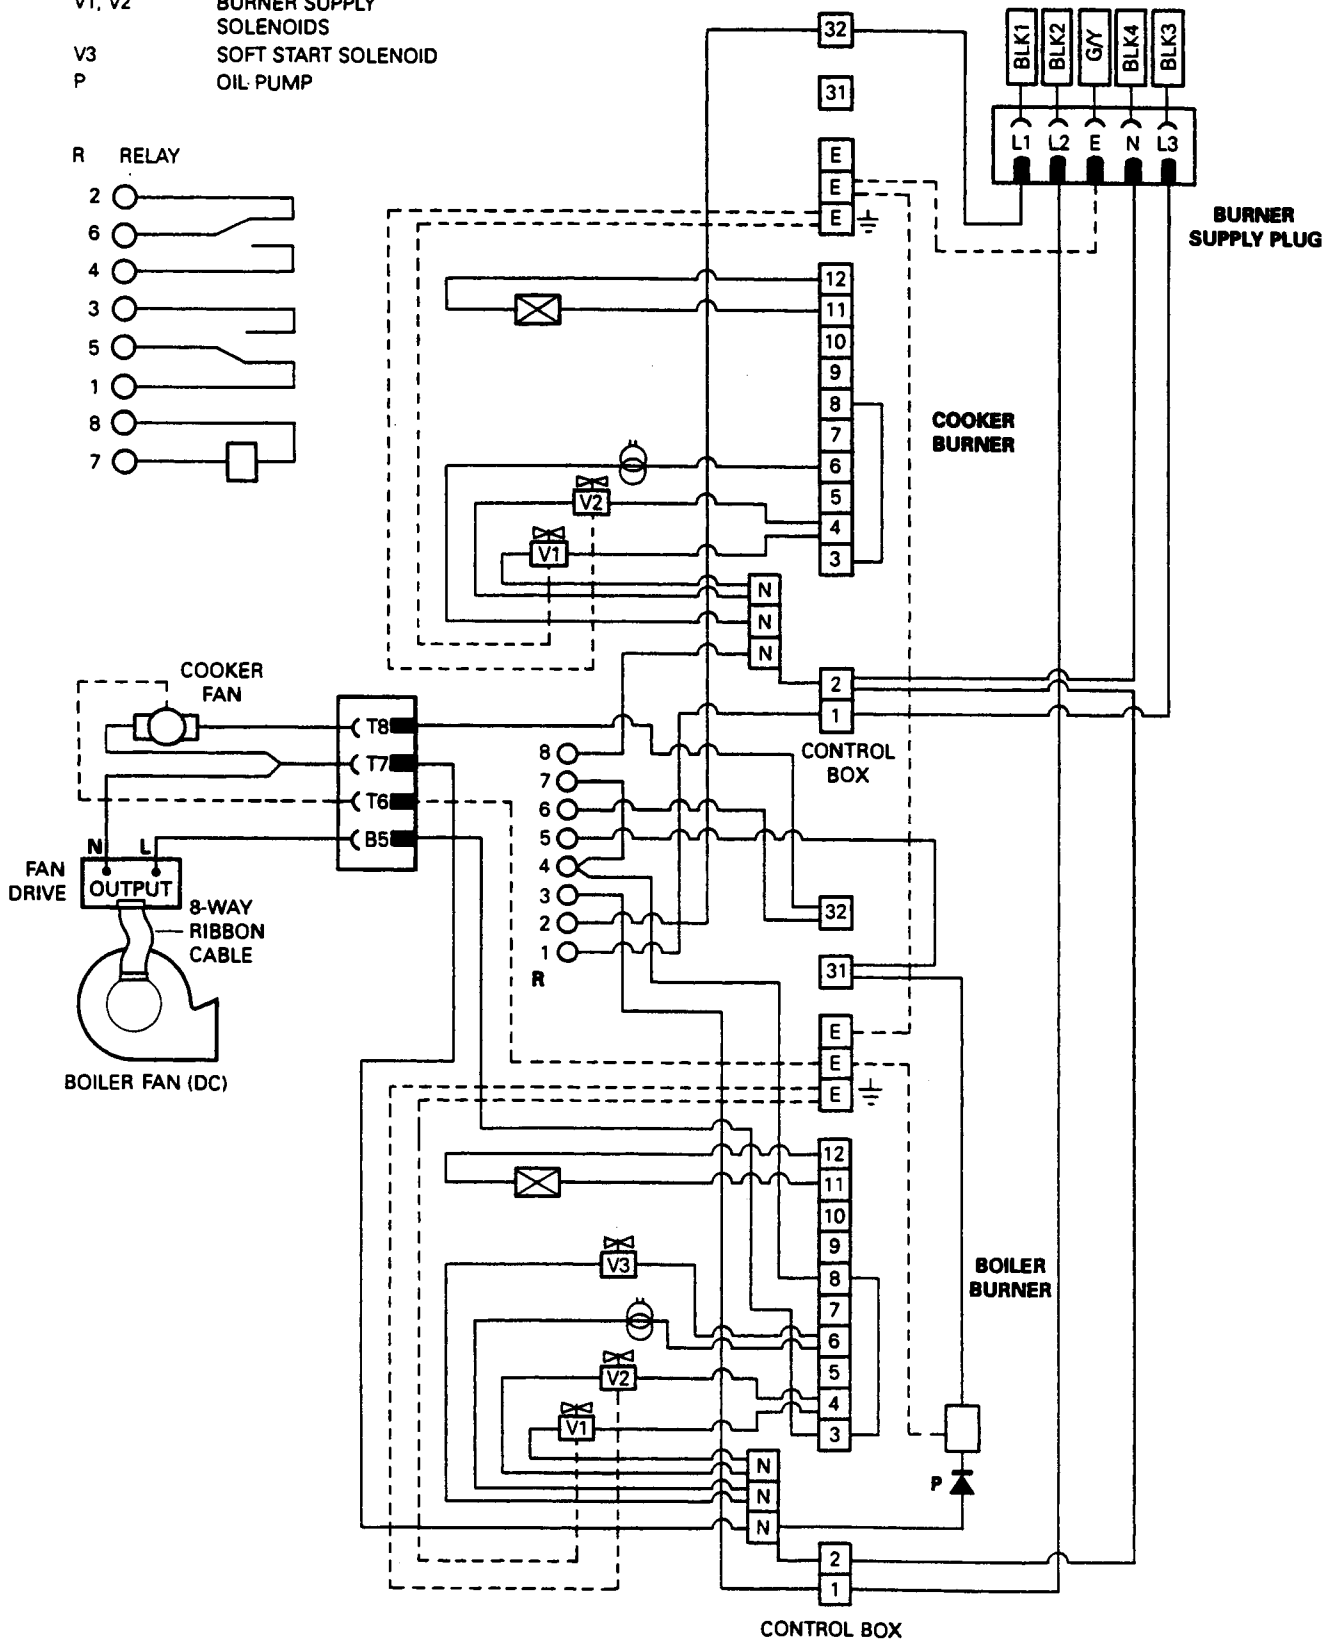 V1, V2 BURNER SUPPLY
SOLENOIDS
V3 SOFT START SOLENOID
P OIL PUMP
R RELAY
2
6
4
3
5
1
8
7
32
31
E
E
E
BLK1
BLK2
G/Y
BLK4
BLK3
L1
L2
E
N
L3
BURNER
SUPPLY PLUG
12
11
10
9
8
7
6
5
4
3
COOKER
BURNER
V2
V1
N
N
N
2
1
CONTROL
BOX
COOKER
FAN
T8
T7
T6
B5
N
L
FAN
DRIVE
OUTPUT
8-WAY
RIBBON
CABLE
BOILER FAN (DC)
8
7
6
5
4
3
2
1
R
32
31
E
E
E
12
11
10
9
8
7
6
5
4
3
BOILER
BURNER
V3
V2
V1
N
N
N
P
2
1
CONTROL BOX